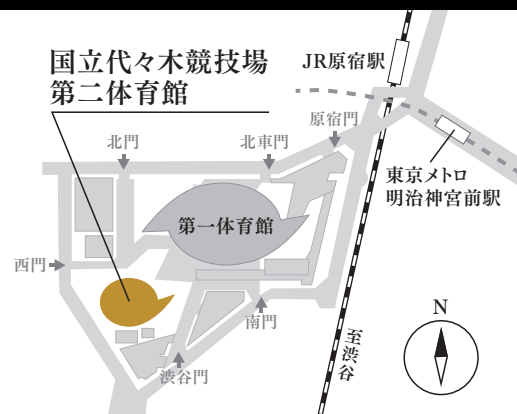 国立代々木競技場
第二体育館
JR原宿駅
原宿門
北門
北車門
東京メトロ
明治神宮前駅
第一体育館
西門
南門
渋谷門
至渋谷
N